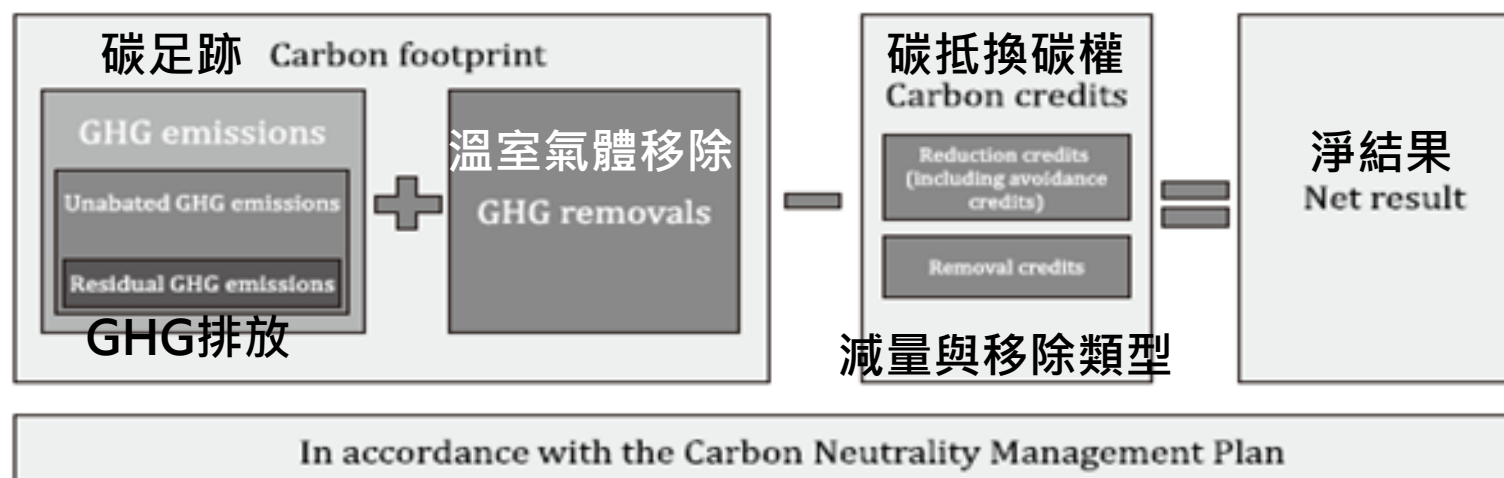 碳足跡 Carbon footprint
GHG emissions
Unabated GHG emissions
Residual GHG emissions
GHG排放
溫室氣體移除
GHG removals
碳抵換碳權
Carbon credits
Reduction credits
(including avoidance
credits)
Removal credits
減量與移除類型
淨結果
Net result
In accordance with the Carbon Neutrality Management Plan